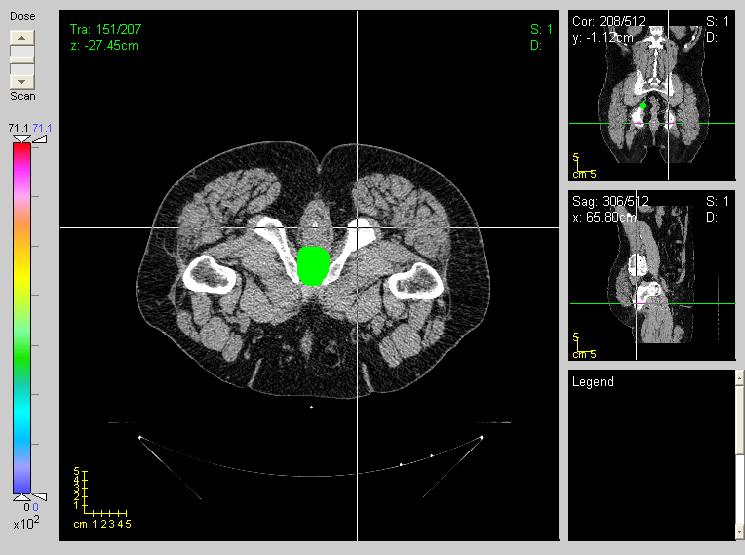 Dose
Scan
71.1 71.1
0 0
x10²
Tra: 151/207
z: -27.45cm
S: 1
D:
5
4
3
2
1
cm 1 2 3 4 5
Cor: 208/512
y: -1.12cm
S: 1
D:
5
cm 5
Sag: 306/512
x: 65.80cm
S: 1
D:
5
cm 5
Legend